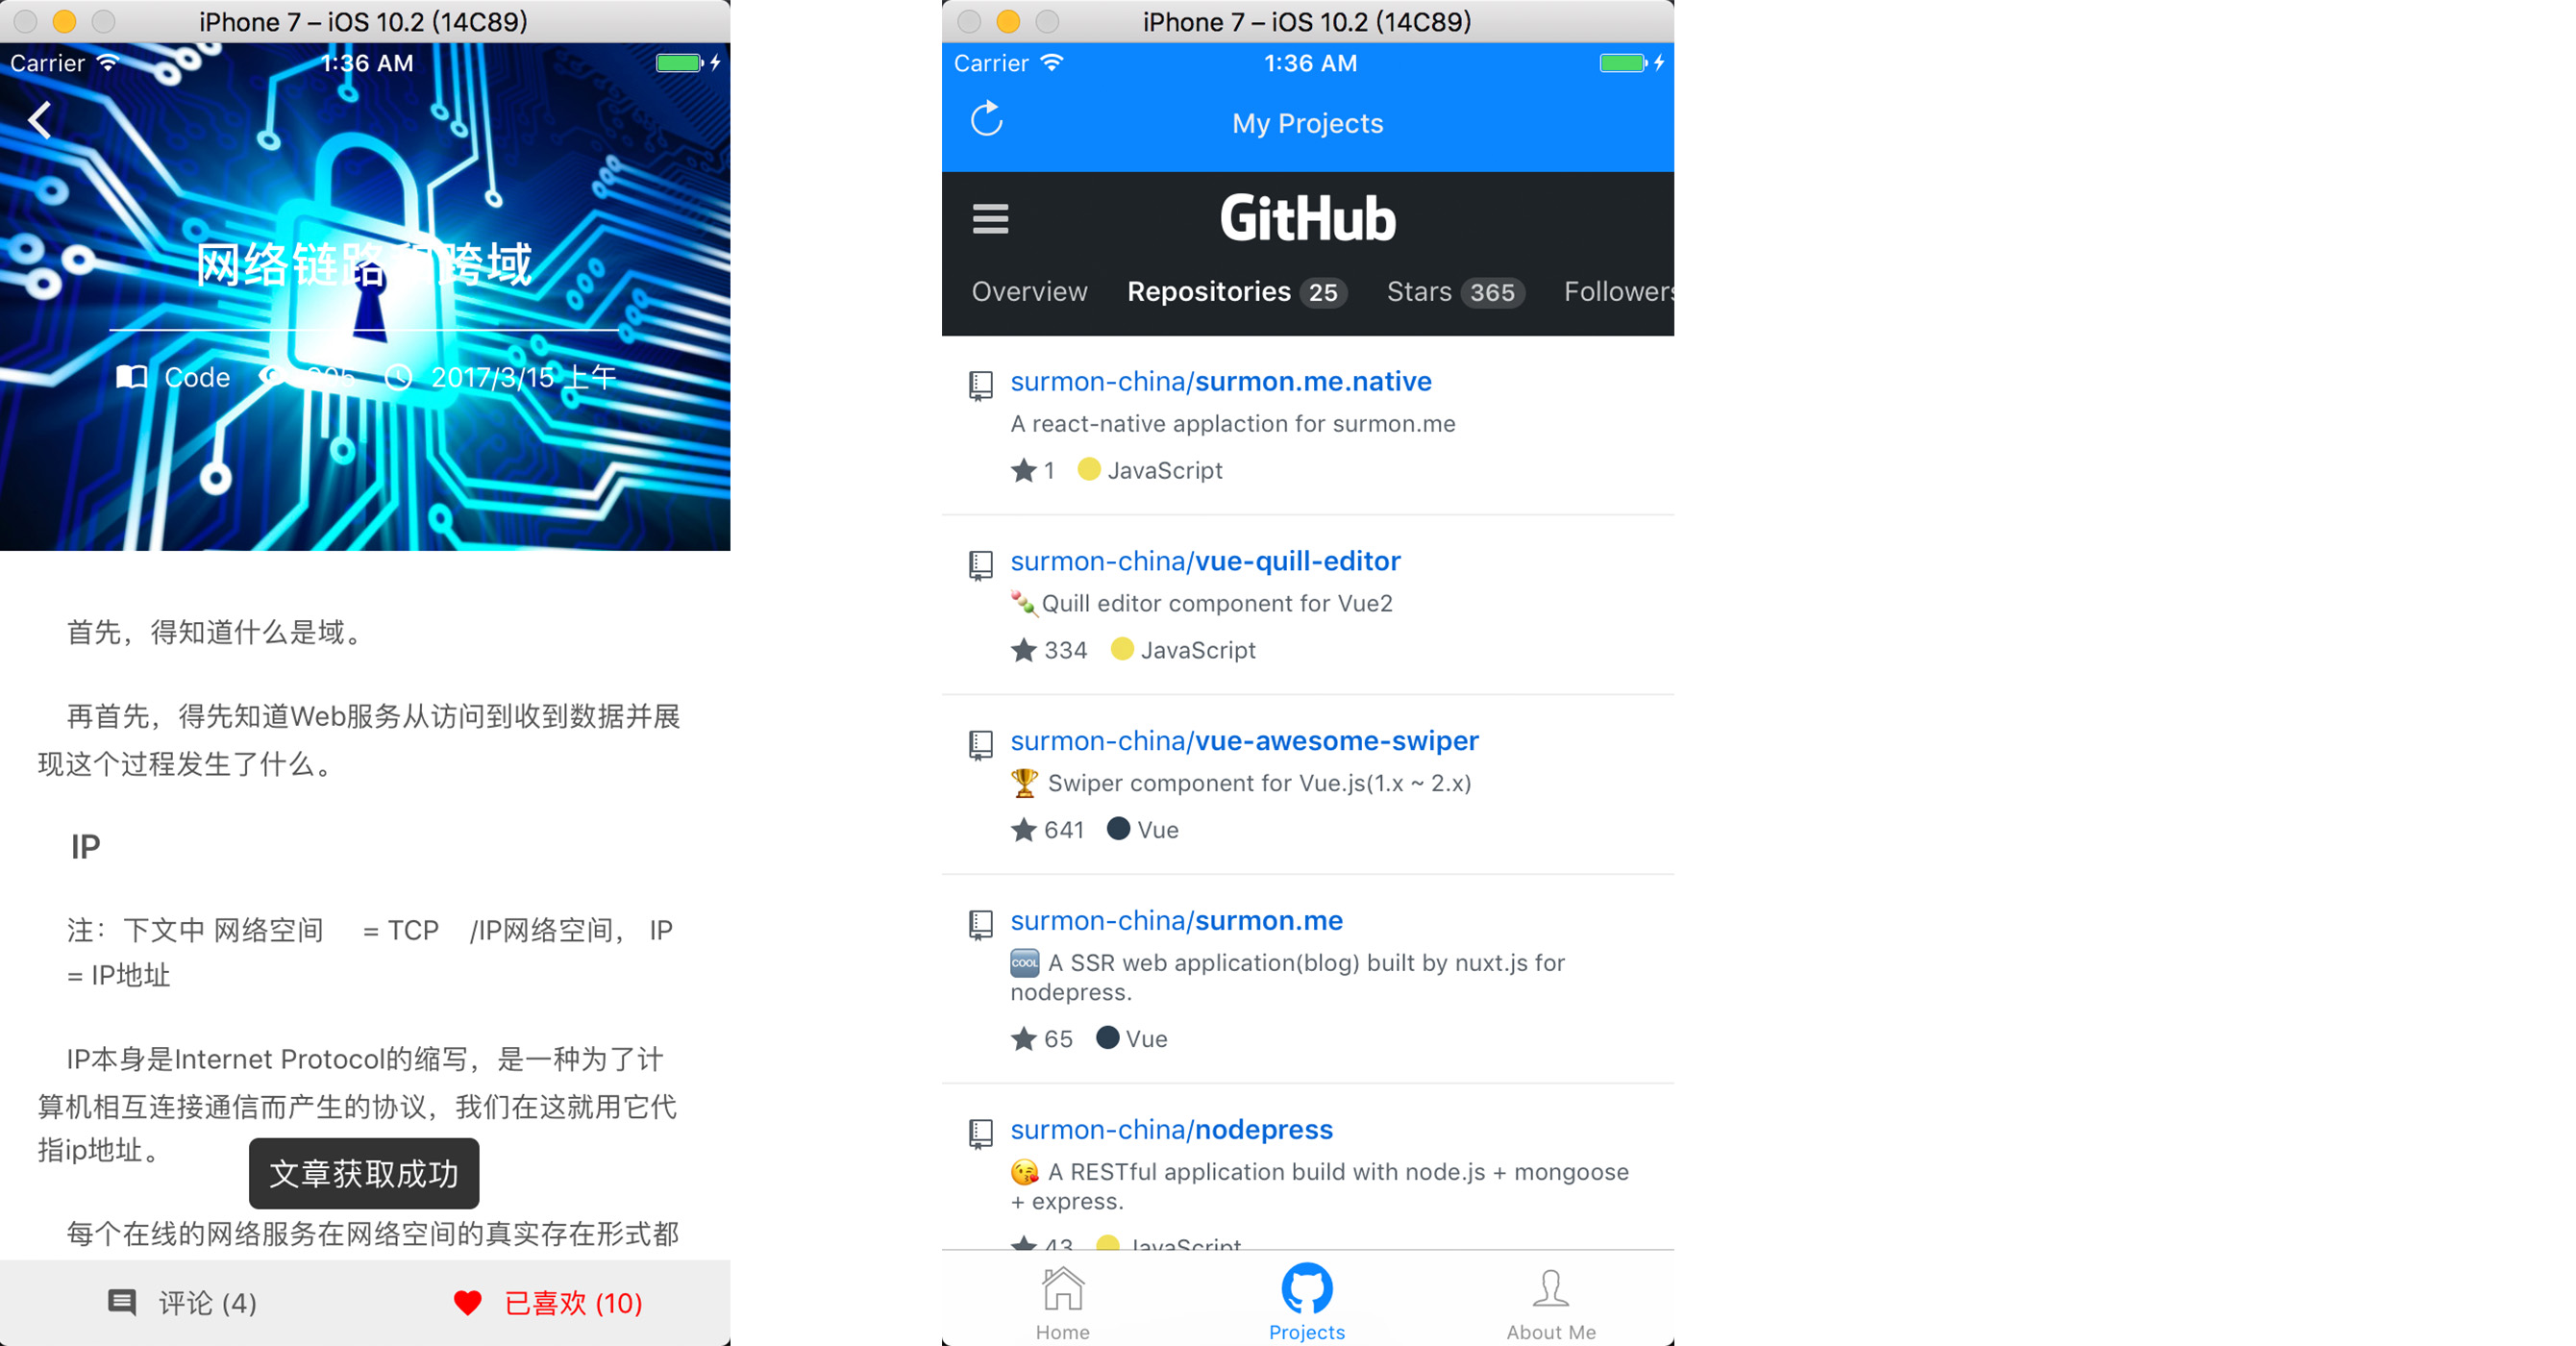 iPhone 7 – iOS 10.2 (14C89)
Carrier
1:36 AM
网络链路和跨域
Code
2017/3/15 上午
首先，得知道什么是域。
再首先，得先知道Web服务从访问到收到数据并展
现这个过程发生了什么。
IP
注：下文中 网络空间 = TCP /IP网络空间， IP
= IP地址
IP本身是Internet Protocol的缩写，是一种为了计
算机相互连接通信而产生的协议，我们在这就用它代
指ip地址。
文章获取成功
每个在线的网络服务在网络空间的真实存在形式都
评论 (4)
已喜欢 (10)
iPhone 7 – iOS 10.2 (14C89)
Carrier
1:36 AM
My Projects
GitHub
Overview Repositories 25 Stars 365 Followers
surmon-china/surmon.me.native
A react-native applaction for surmon.me
1 JavaScript
surmon-china/vue-quill-editor
Quill editor component for Vue2
334 JavaScript
surmon-china/vue-awesome-swiper
Swiper component for Vue.js(1.x ~ 2.x)
641 Vue
surmon-china/surmon.me
COOL A SSR web application(blog) built by nuxt.js for
nodepress.
65 Vue
surmon-china/nodepress
A RESTful application build with node.js + mongoose
+ express.
43 JavaScript
Home
Projects
About Me